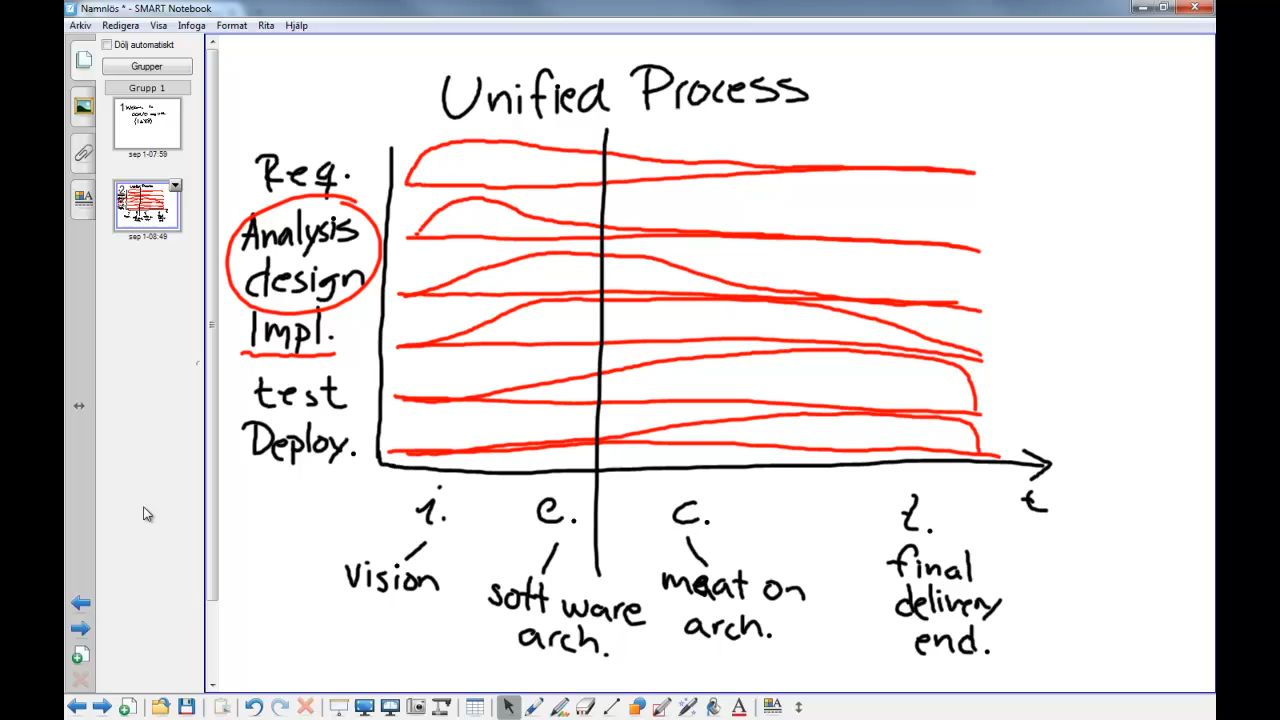 Namnlös * - SMART Notebook
Arkiv Redigera Visa Infoga Format Rita Hjälp
Dölj automatiskt
Grupper
Grupp 1
1
sep 1-07:59
2
sep 1-08:49
Unified Process
Req.
Analysis
design
Impl.
test
Deploy.
i. e. c. t. t
vision
soft ware
arch.
meat on
arch.
final
delivery
end.